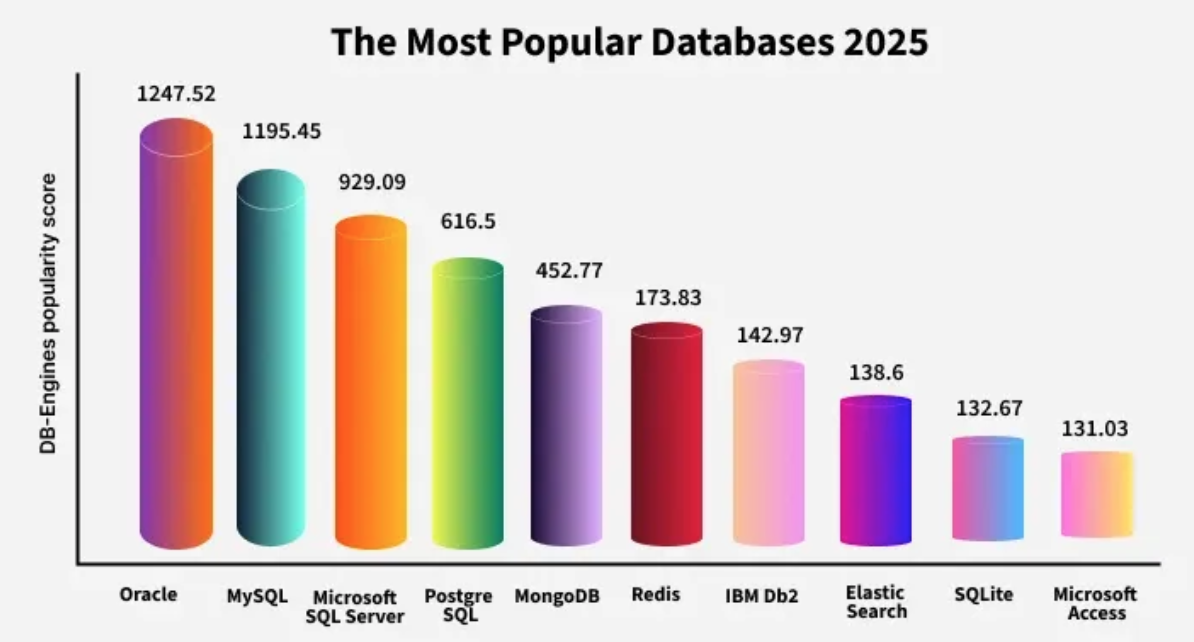 The Most Popular Databases 2025
DB-Engines popularity score
1247.52
1195.45
929.09
616.5
452.77
173.83
142.97
138.6
132.67
131.03
Oracle
MySQL
Microsoft
SQL Server
Postgre
SQL
MongoDB
Redis
IBM Db2
Elastic
Search
SQLite
Microsoft
Access